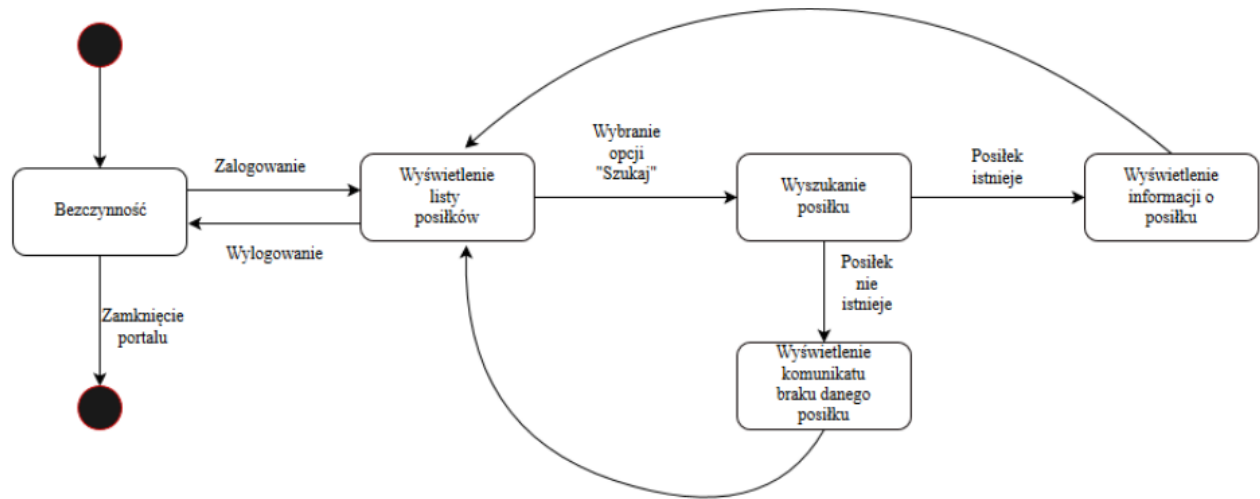 Bezczynność
Zalogowanie
Wylogowanie
Zamknięcie
portalu
Wyświetlenie
listy
posiłków
Wybranie
opcji
"Szukaj"
Wyszukanie
posiłku
Posiłek
istnieje
Wyświetlenie
informacji o
posiłku
Posiłek
nie
istnieje
Wyświetlenie
komunikatu
braku danego
posiłku